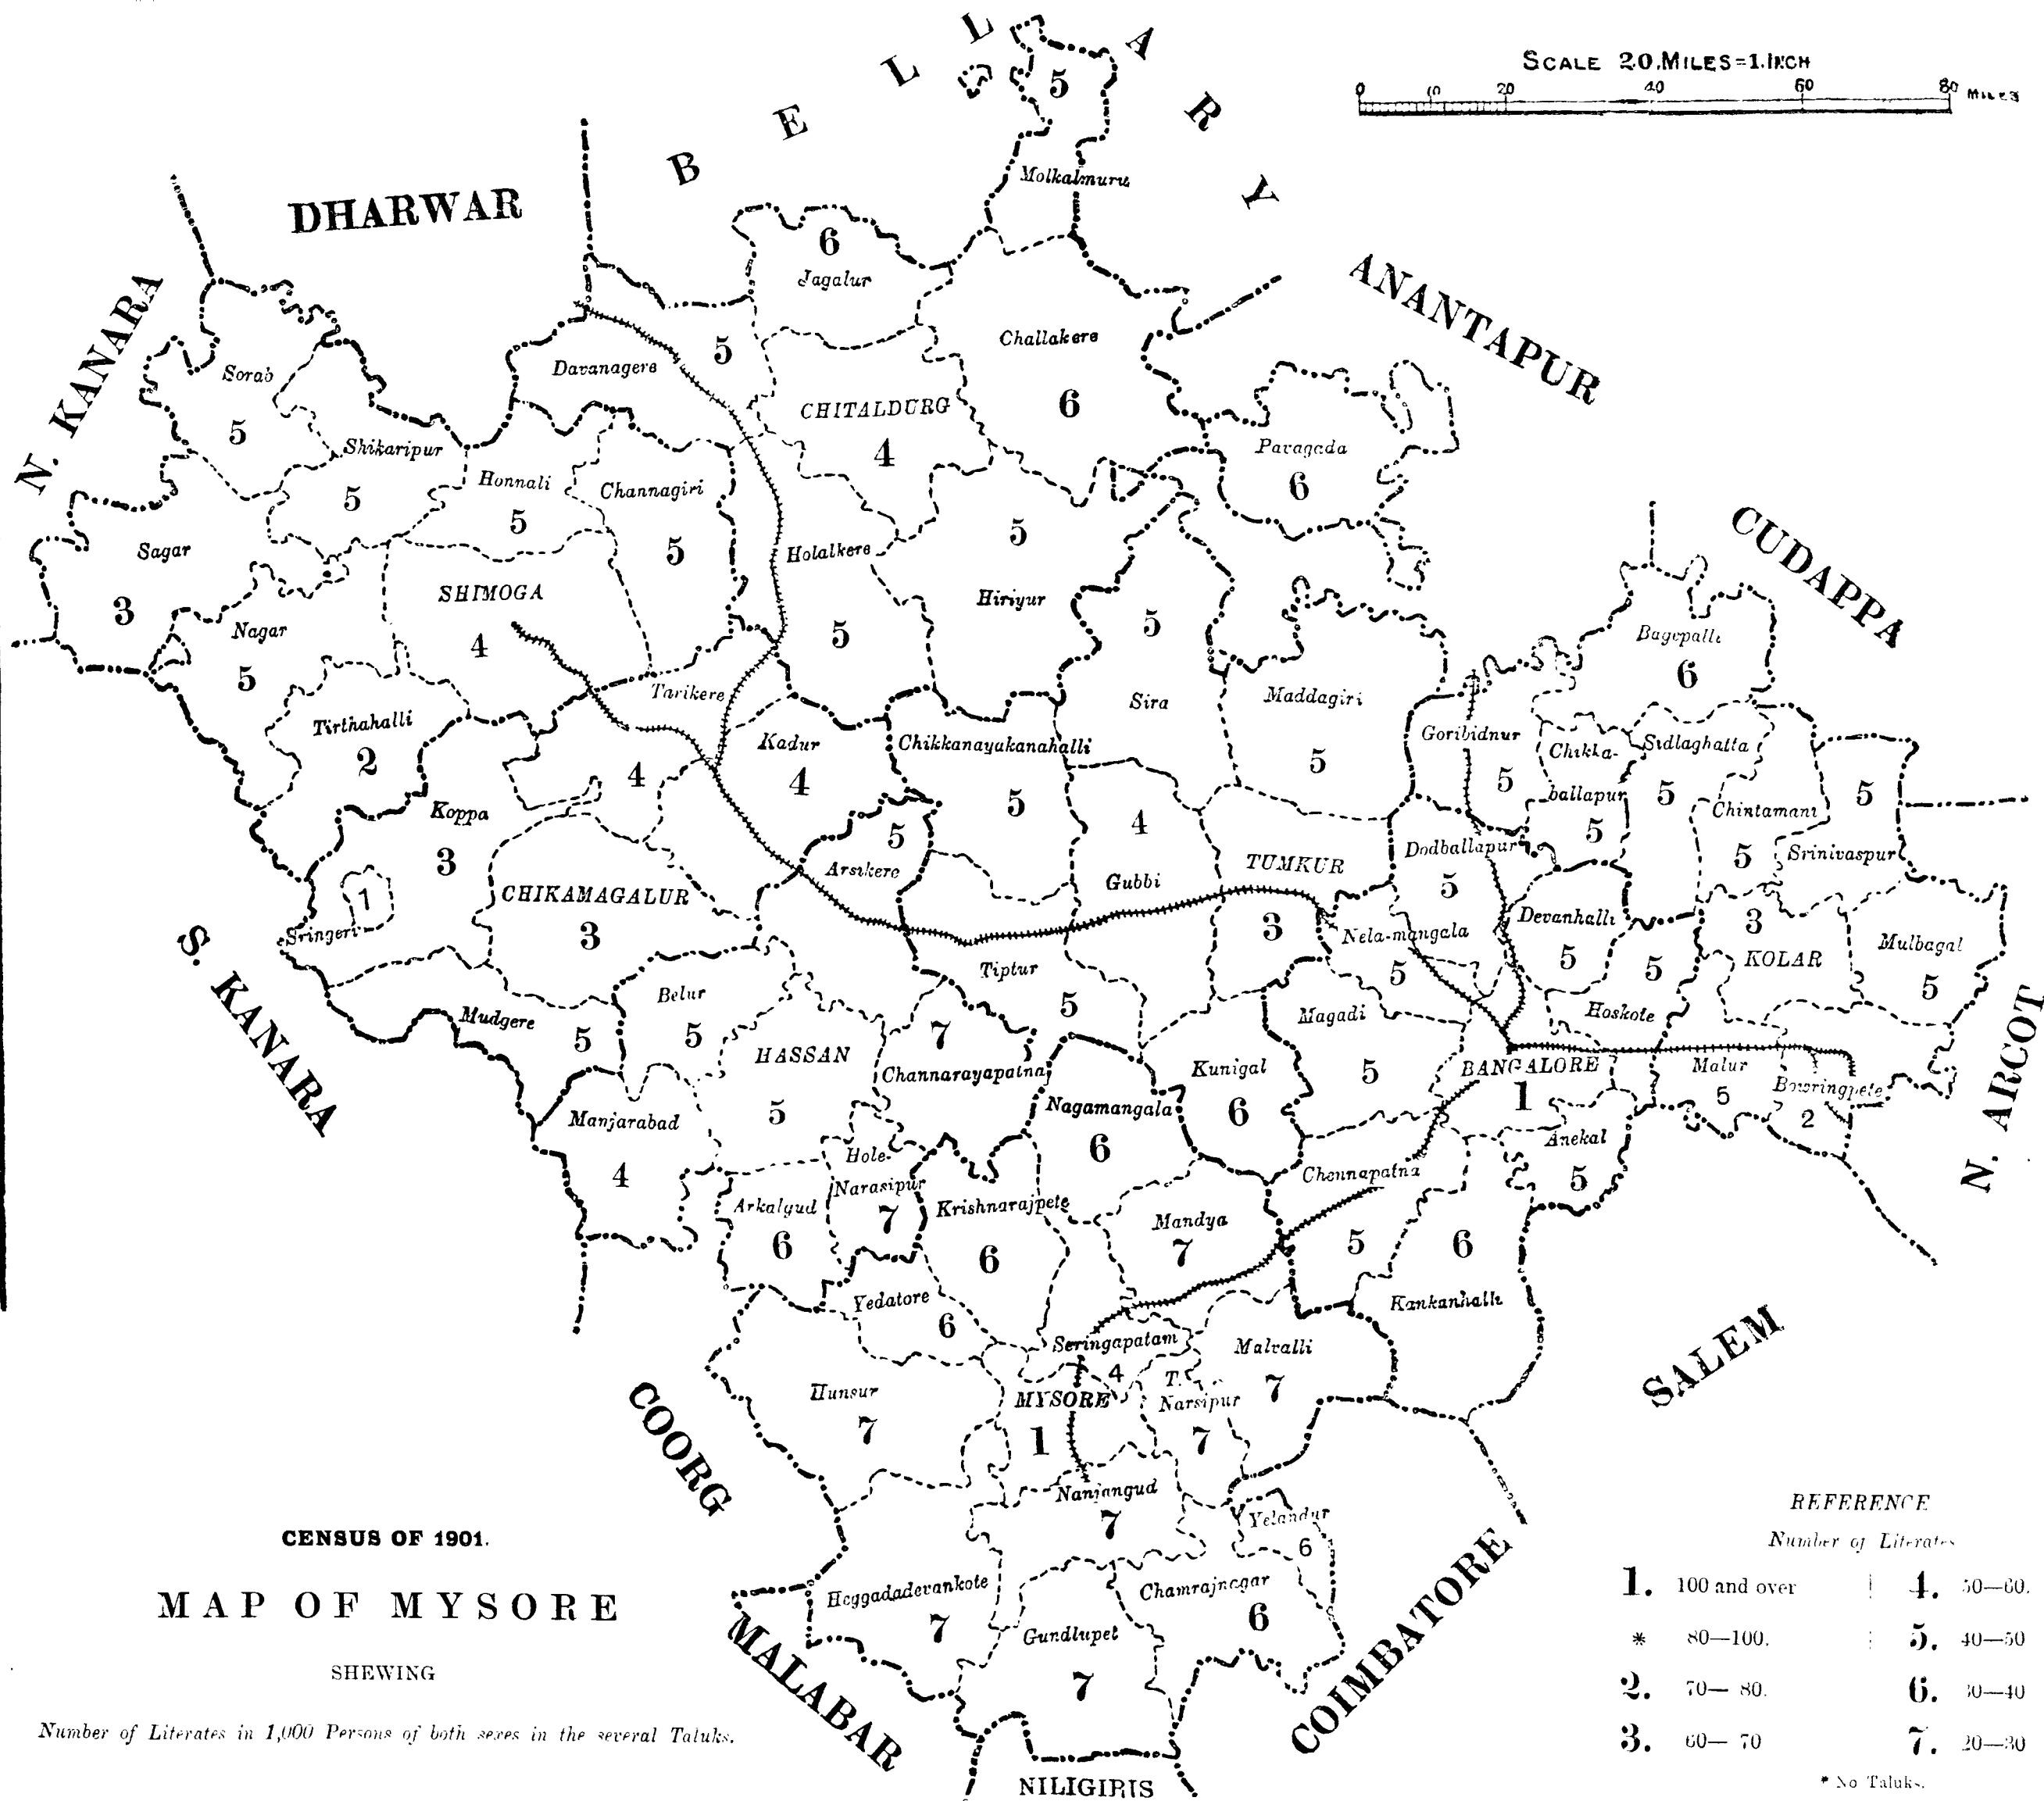 SCALE 20.MILES=1.INCH
0 10 20 40 60 80 MILES
BELLARY
DHARWAR
N. KANARA
ANANTAPUR
CUDAPPA
5
Molkalmuru
6
Jagalur
Challakere
6
Davanagere
5
CHITALDURG
4
Sorab
5
Shikaripur
5
Honnali
5
Channagiri
5
Pavagada
6
Sagar
3
Holalkere
5
5
Hiriyur
SHIMOGA
4
Nagar
5
5
Sira
Bagepalli
6
Tarikere
4
Maddagiri
5
Tirthahalli
2
Kadur
4
Chikkanayakanahalli
5
Goribidnur
5
Chikka-
ballapur
5
Sidlaghatta
5
Chintamani
5
5
Srinivaspur
Koppa
3
4
Gubbi
5
Arsikere
TUMKUR
3
Dodballapur
5
1
Sringeri
CHIKAMAGALUR
3
Nela-mangala
5
Devanhalli
5
5
Hoskote
3
KOLAR
Mulbagal
5
S. KANARA
Mudgere
5
Belur
5
Tiptur
5
HASSAN
5
7
Channarayapatna
Magadi
5
Kunigal
6
BANGALORE
1
Malur
5
Bowringpete
2
N. ARCOT
Manjarabad
4
Nagamangala
6
Anekal
5
Hole-
Narasipur
7
Chennapatna
5
Arkalgud
6
Krishnarajpete
6
Mandya
7
6
Kankanhalli
Yedatore
6
Seringapatam
4
Malvalli
7
SALEM
Hunsur
7
MYSORE
1
T.
Narsipur
7
COORG
Nanjangud
7
Yelandur
6
Heggadadevankote
7
Gundlupet
7
Chamrajnagar
6
MALABAR
COIMBATORE
NILIGIRIS
CENSUS OF 1901.
MAP OF MYSORE
SHEWING
Number of Literates in 1,000 Persons of both sexes in the several Taluks.
REFERENCE
Number of Literates
1. 100 and over
* 80—100.
2. 70— 80.
3. 60— 70
4. 50—60.
5. 40—50
6. 30—40
7. 20—30
* No Taluks.